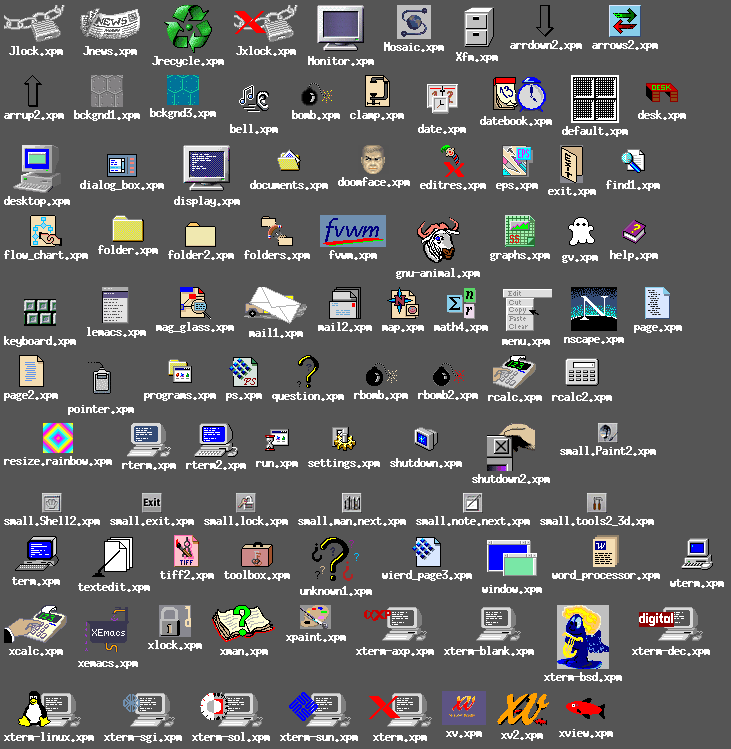 NEWS
Jlock.xpm Jnews.xpm Jrecycle.xpm Jxlock.xpm Monitor.xpm Mosaic.xpm Xfm.xpm arrdown2.xpm arrows2.xpm
13 DESK
arrup2.xpm bckgnd1.xpm bckgnd3.xpm bell.xpm bomb.xpm clamp.xpm date.xpm datebook.xpm default.xpm desk.xpm
EPS EXIT
desktop.xpm dialog_box.xpm display.xpm documents.xpm doomface.xpm editres.xpm eps.xpm exit.xpm find1.xpm
fvwm
flow_chart.xpm folder.xpm folder2.xpm folders.xpm fvwm.xpm gnu-animal.xpm graphs.xpm gv.xpm help.xpm
Σ n r
Edit
Cut
Copy
Paste
Clear
N
keyboard.xpm lemacs.xpm mag_glass.xpm mail1.xpm mail2.xpm map.xpm math4.xpm menu.xpm nscape.xpm page.xpm
PS ?
page2.xpm pointer.xpm programs.xpm ps.xpm question.xpm rbomb.xpm rbomb2.xpm rcalc.xpm rcalc2.xpm
resize.rainbow.xpm rterm.xpm rterm2.xpm run.xpm settings.xpm shutdown.xpm shutdown2.xpm small.Paint2.xpm
Exit
small.Shell2.xpm small.exit.xpm small.lock.xpm small.man.next.xpm small.note.next.xpm small.tools2_3d.xpm
TIFF ? W
term.xpm textedit.xpm tiff2.xpm toolbox.xpm unknown1.xpm wierd_page3.xpm window.xpm word_processor.xpm wterm.xpm
XEmacs ? digital
xcalc.xpm xemacs.xpm xlock.xpm xman.xpm xpaint.xpm xterm-axp.xpm xterm-blank.xpm xterm-bsd.xpm xterm-dec.xpm
xv xv
xterm-linux.xpm xterm-sgi.xpm xterm-sol.xpm xterm-sun.xpm xterm.xpm xv.xpm xv2.xpm xview.xpm